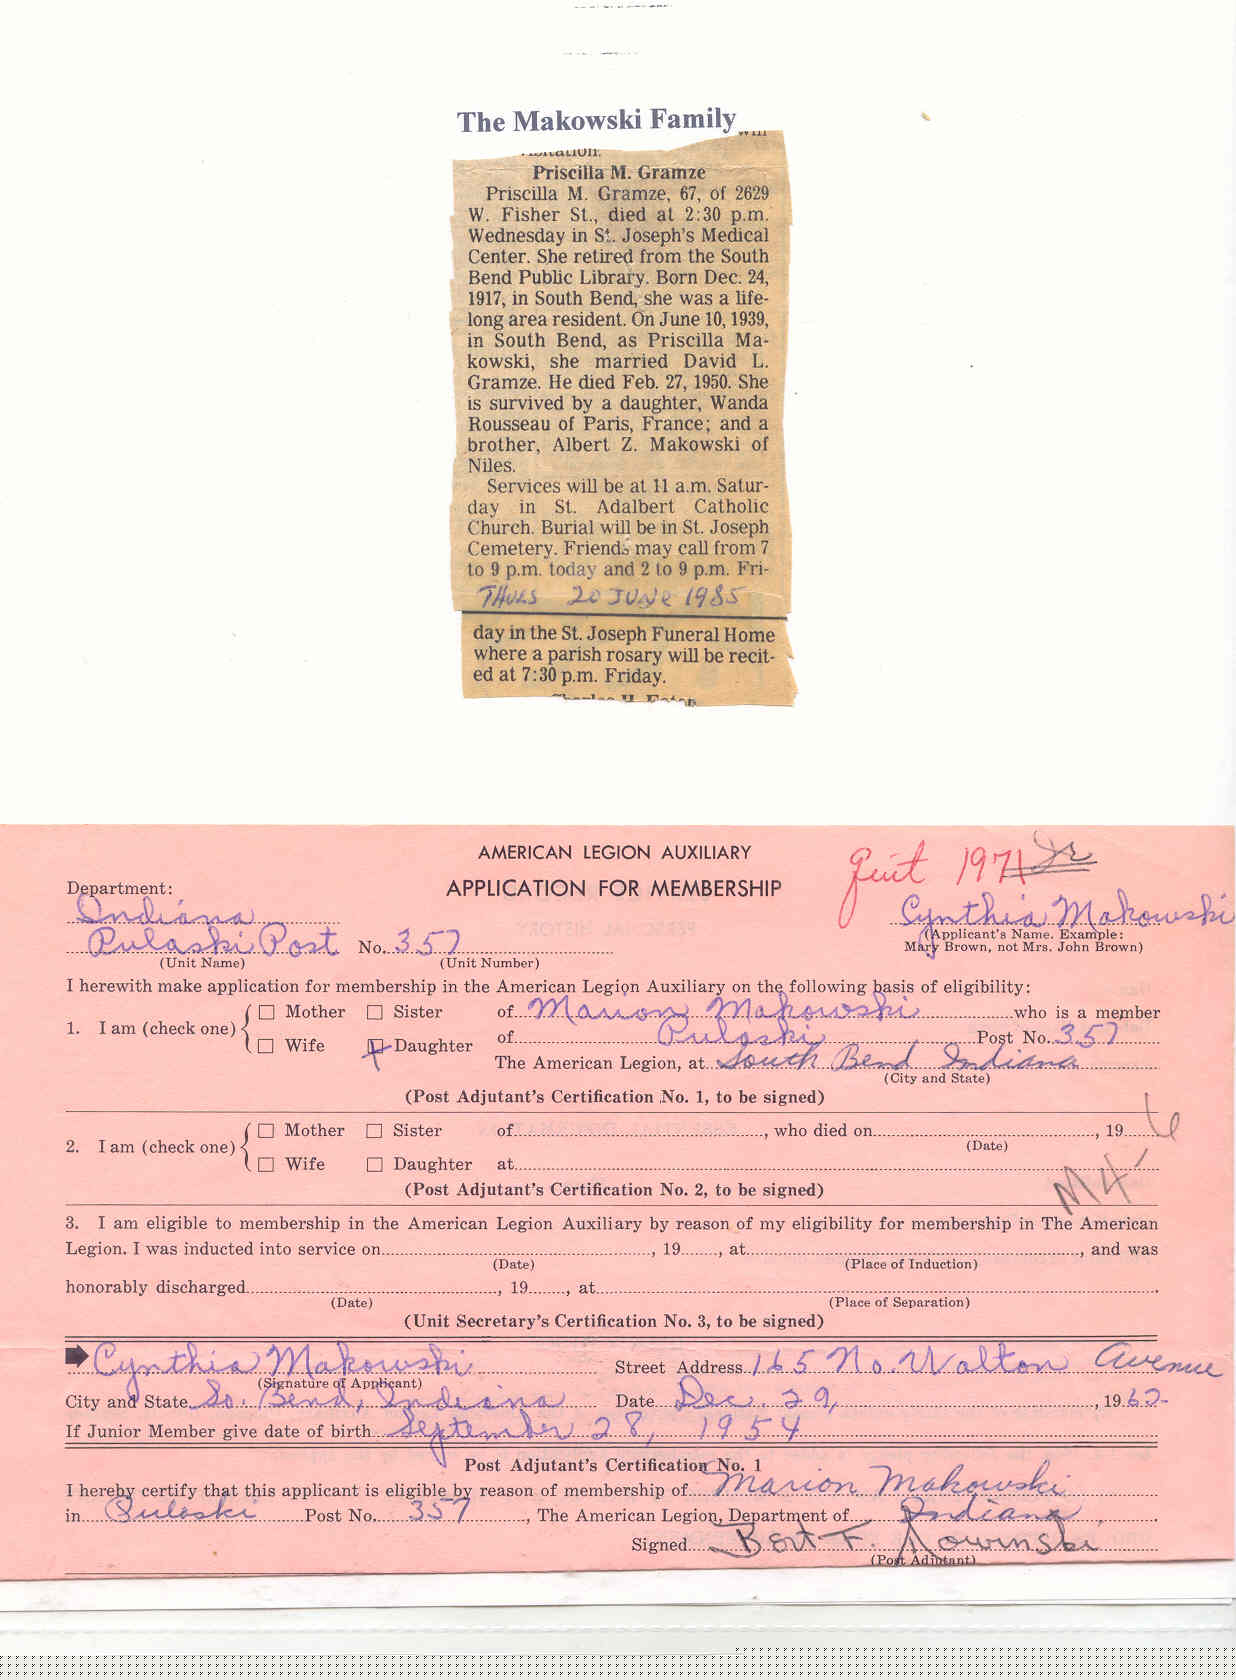 The Makowski Family
will
Priscilla M. Gramze
Priscilla M. Gramze, 67, of 2629
W. Fisher St., died at 2:30 p.m.
Wednesday in St. Joseph's Medical
Center. She retired from the South
Bend Public Library. Born Dec. 24,
1917, in South Bend, she was a life-
long area resident. On June 10, 1939,
in South Bend, as Priscilla Ma-
kowski, she married David L.
Gramze. He died Feb. 27, 1950. She
is survived by a daughter, Wanda
Rousseau of Paris, France; and a
brother, Albert Z. Makowski of
Niles.
Services will be at 11 a.m. Satur-
day in St. Adalbert Catholic
Church. Burial will be in St. Joseph
Cemetery. Friends may call from 7
to 9 p.m. today and 2 to 9 p.m. Fri-
THURS 20 JUNE 1985
day in the St. Joseph Funeral Home
where a parish rosary will be recit-
ed at 7:30 p.m. Friday.
AMERICAN LEGION AUXILIARY
APPLICATION FOR MEMBERSHIP
quit 1971 Jr
Department:
Indiana
Cynthia Makowski
Pulaski Post No. 357
(Unit Name) (Unit Number)
(Applicant's Name. Example:
Mary Brown, not Mrs. John Brown)
I herewith make application for membership in the American Legion Auxiliary on the following basis of eligibility:
1. I am (check one) Mother Sister of Marion Makowski who is a member
Wife Daughter of Pulaski Post No. 357
The American Legion, at South Bend Indiana
(City and State)
(Post Adjutant's Certification No. 1, to be signed)
2. I am (check one) Mother Sister of , who died on , 19
(Date)
Wife Daughter at
(Post Adjutant's Certification No. 2, to be signed)
M4-6
3. I am eligible to membership in the American Legion Auxiliary by reason of my eligibility for membership in The American
Legion. I was inducted into service on , 19 , at , and was
(Date) (Place of Induction)
honorably discharged , 19 , at .
(Date) (Place of Separation)
(Unit Secretary's Certification No. 3, to be signed)
Cynthia Makowski Street Address 165 No. Walton Avenue
(Signature of Applicant)
City and State So. Bend, Indiana Date Dec. 29, , 1962
If Junior Member give date of birth September 28, 1954
Post Adjutant's Certification No. 1
I hereby certify that this applicant is eligible by reason of membership of Marion Makowski
in Pulaski Post No. 357 , The American Legion, Department of Indiana .
Signed Bert F. Nowinski
(Post Adjutant)